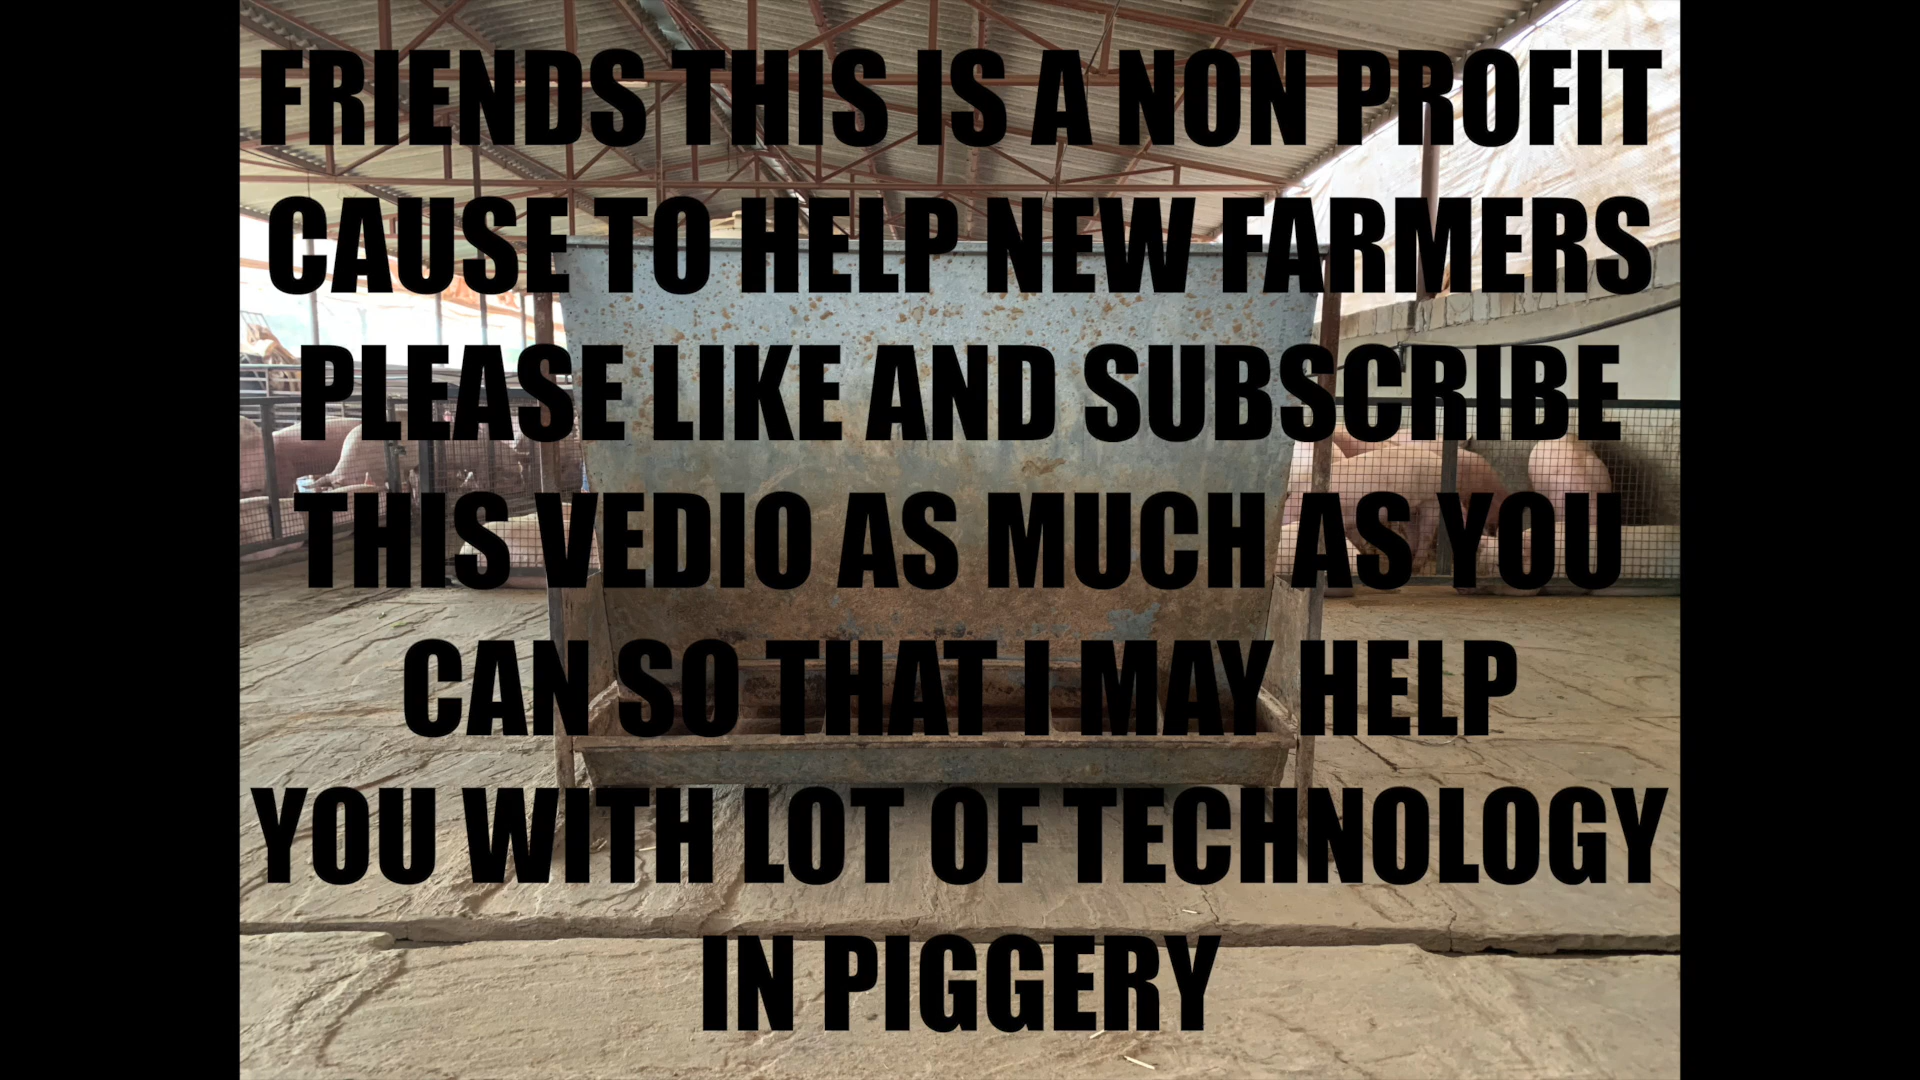 FRIENDS THIS IS A NON PROFIT
CAUSE TO HELP NEW FARMERS
PLEASE LIKE AND SUBSCRIBE
THIS VEDIO AS MUCH AS YOU
CAN SO THAT I MAY HELP
YOU WITH LOT OF TECHNOLOGY
IN PIGGERY